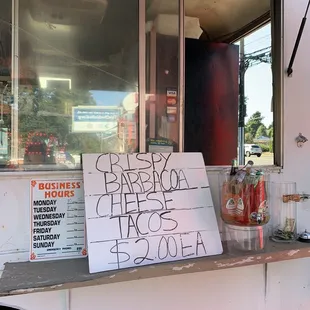 CRISPY
BARBACOA
CHEESE
TACOS
$2.00 EA
BUSINESS
HOURS
MONDAY
TUESDAY
WEDNESDAY
THURSDAY
FRIDAY
SATURDAY
SUNDAY